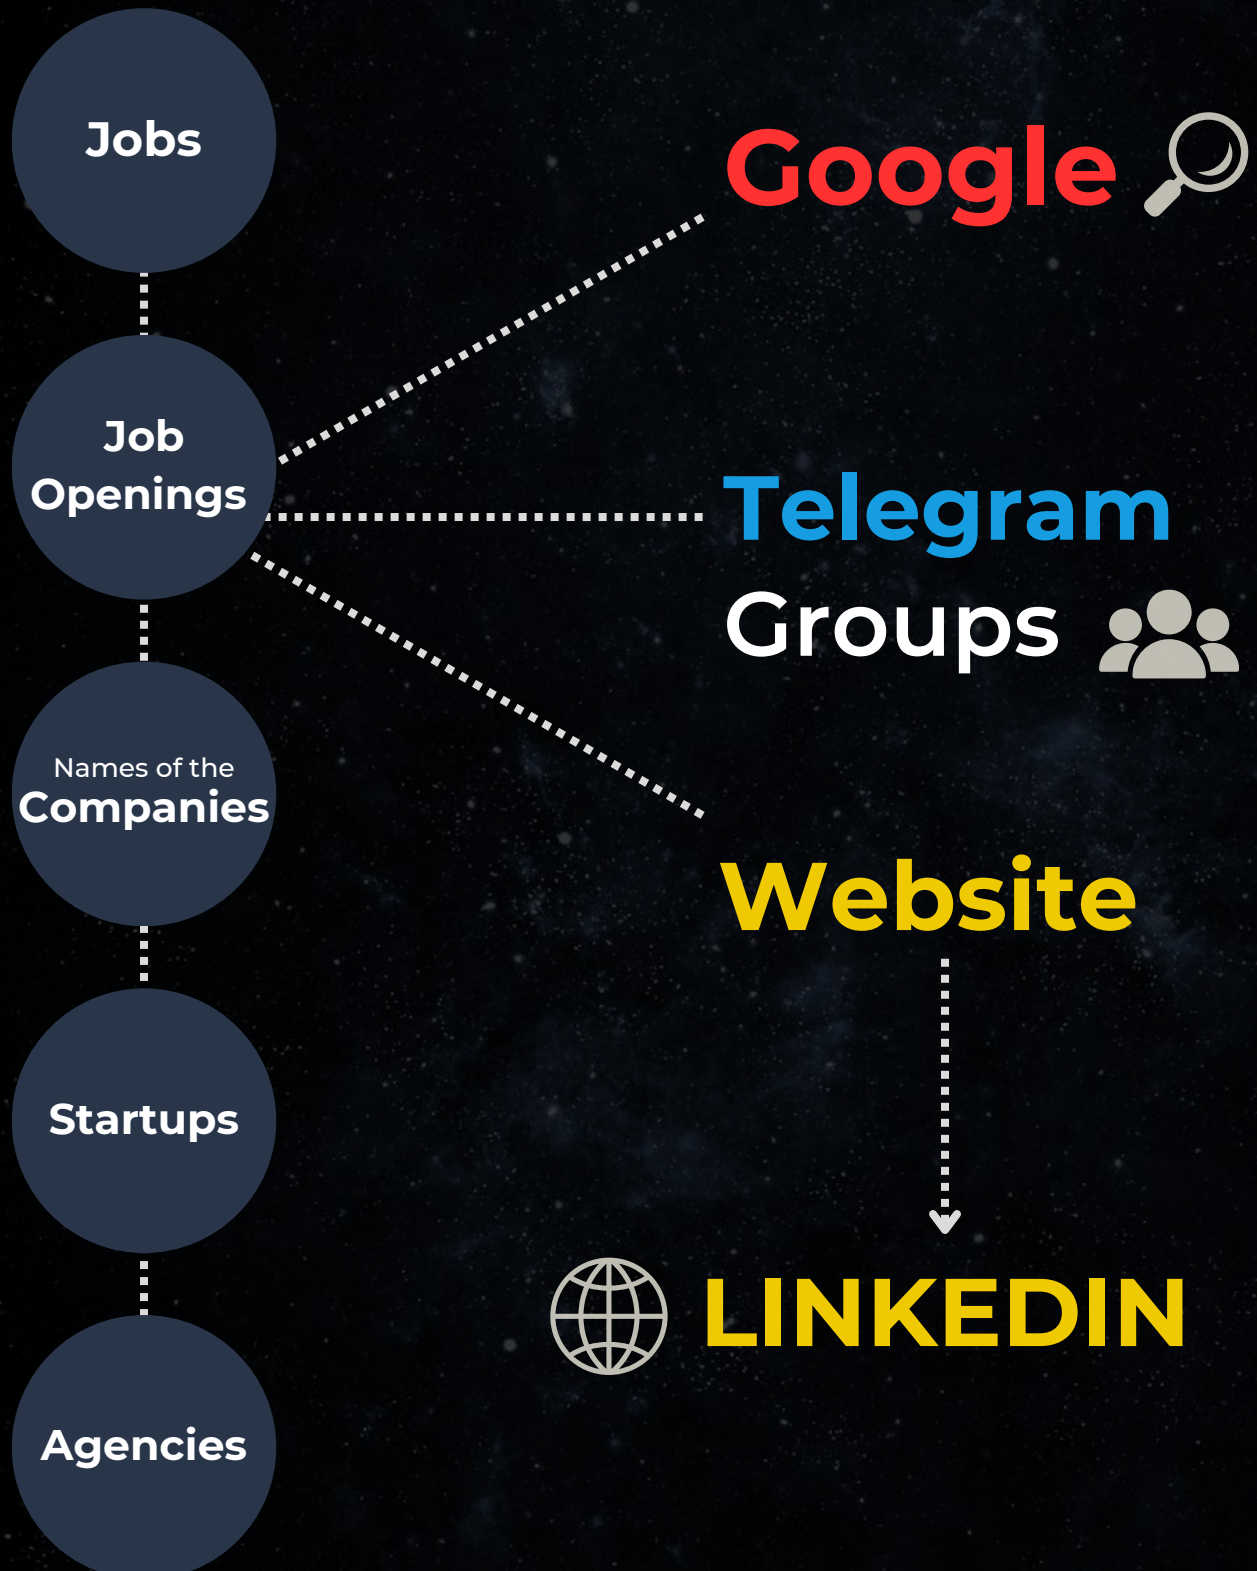 Jobs
Google
Job
Openings
Telegram
Groups
Names of the
Companies
Website
Startups
LINKEDIN
Agencies